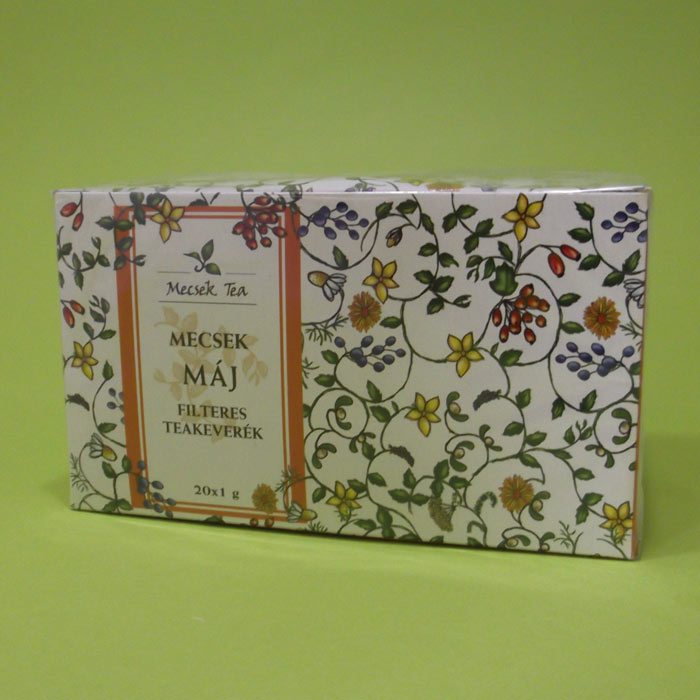 Mecsek Tea
MECSEK
MÁJ
FILTERES
TEAKEVERÉK
20x1 g